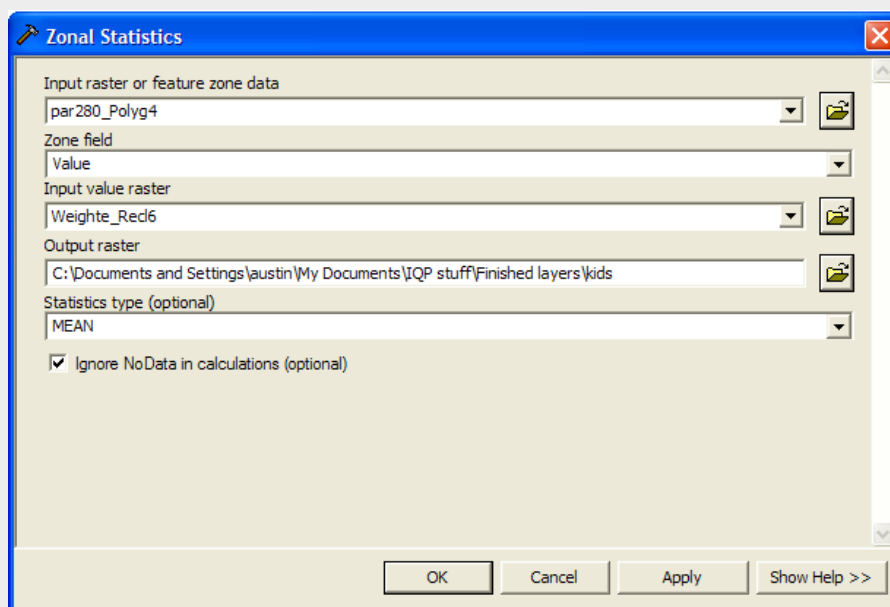 Zonal Statistics
Input raster or feature zone data
par280_Polyg4
Zone field
Value
Input value raster
Weighte_Recl6
Output raster
C:\Documents and Settings\austin\My Documents\IQP stuff\Finished layers\kids
Statistics type (optional)
MEAN
Ignore NoData in calculations (optional)
OK
Cancel
Apply
Show Help >>